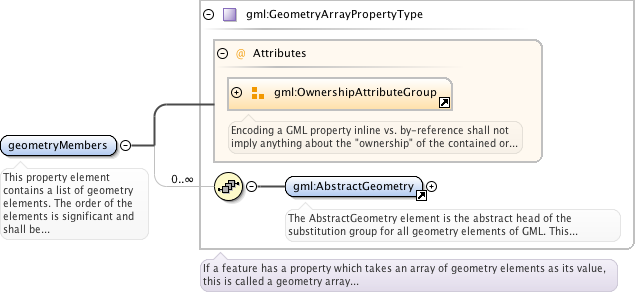 gml:GeometryArrayPropertyType
@ Attributes
gml:OwnershipAttributeGroup
Encoding a GML property inline vs. by-reference shall not
imply anything about the "ownership" of the contained or...
geometryMembers
This property element
contains a list of geometry
elements. The order of the
elements is significant and
shall be...
0..∞
gml:AbstractGeometry
The AbstractGeometry element is the abstract head of the
substitution group for all geometry elements of GML. This...
If a feature has a property which takes an array of geometry elements as its value,
this is called a geometry array...